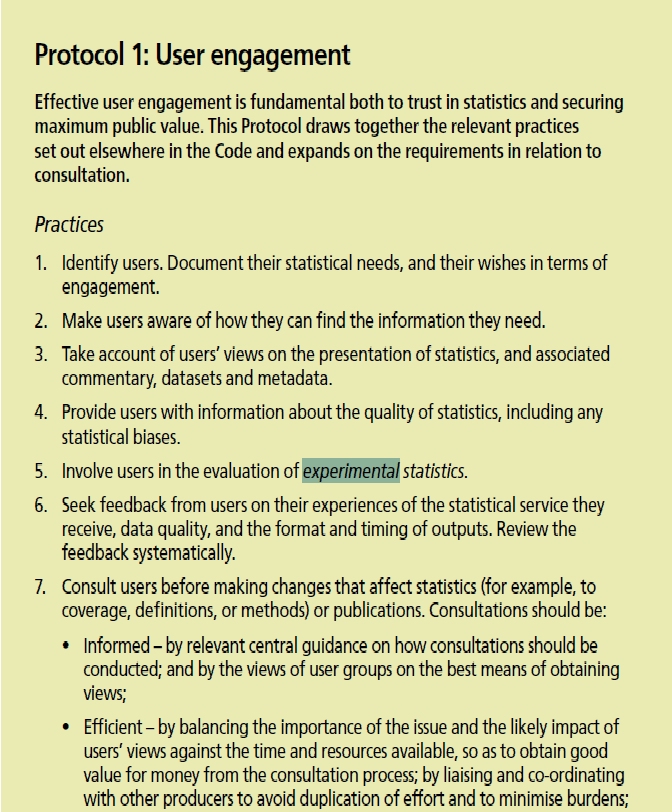 Protocol 1: User engagement
Effective user engagement is fundamental both to trust in statistics and securing
maximum public value. This Protocol draws together the relevant practices
set out elsewhere in the Code and expands on the requirements in relation to
consultation.
Practices
1. Identify users. Document their statistical needs, and their wishes in terms of
engagement.
2. Make users aware of how they can find the information they need.
3. Take account of users’ views on the presentation of statistics, and associated
commentary, datasets and metadata.
4. Provide users with information about the quality of statistics, including any
statistical biases.
5. Involve users in the evaluation of experimental statistics.
6. Seek feedback from users on their experiences of the statistical service they
receive, data quality, and the format and timing of outputs. Review the
feedback systematically.
7. Consult users before making changes that affect statistics (for example, to
coverage, definitions, or methods) or publications. Consultations should be:
• Informed – by relevant central guidance on how consultations should be
conducted; and by the views of user groups on the best means of obtaining
views;
• Efficient – by balancing the importance of the issue and the likely impact of
users’ views against the time and resources available, so as to obtain good
value for money from the consultation process; by liaising and co-ordinating
with other producers to avoid duplication of effort and to minimise burdens;